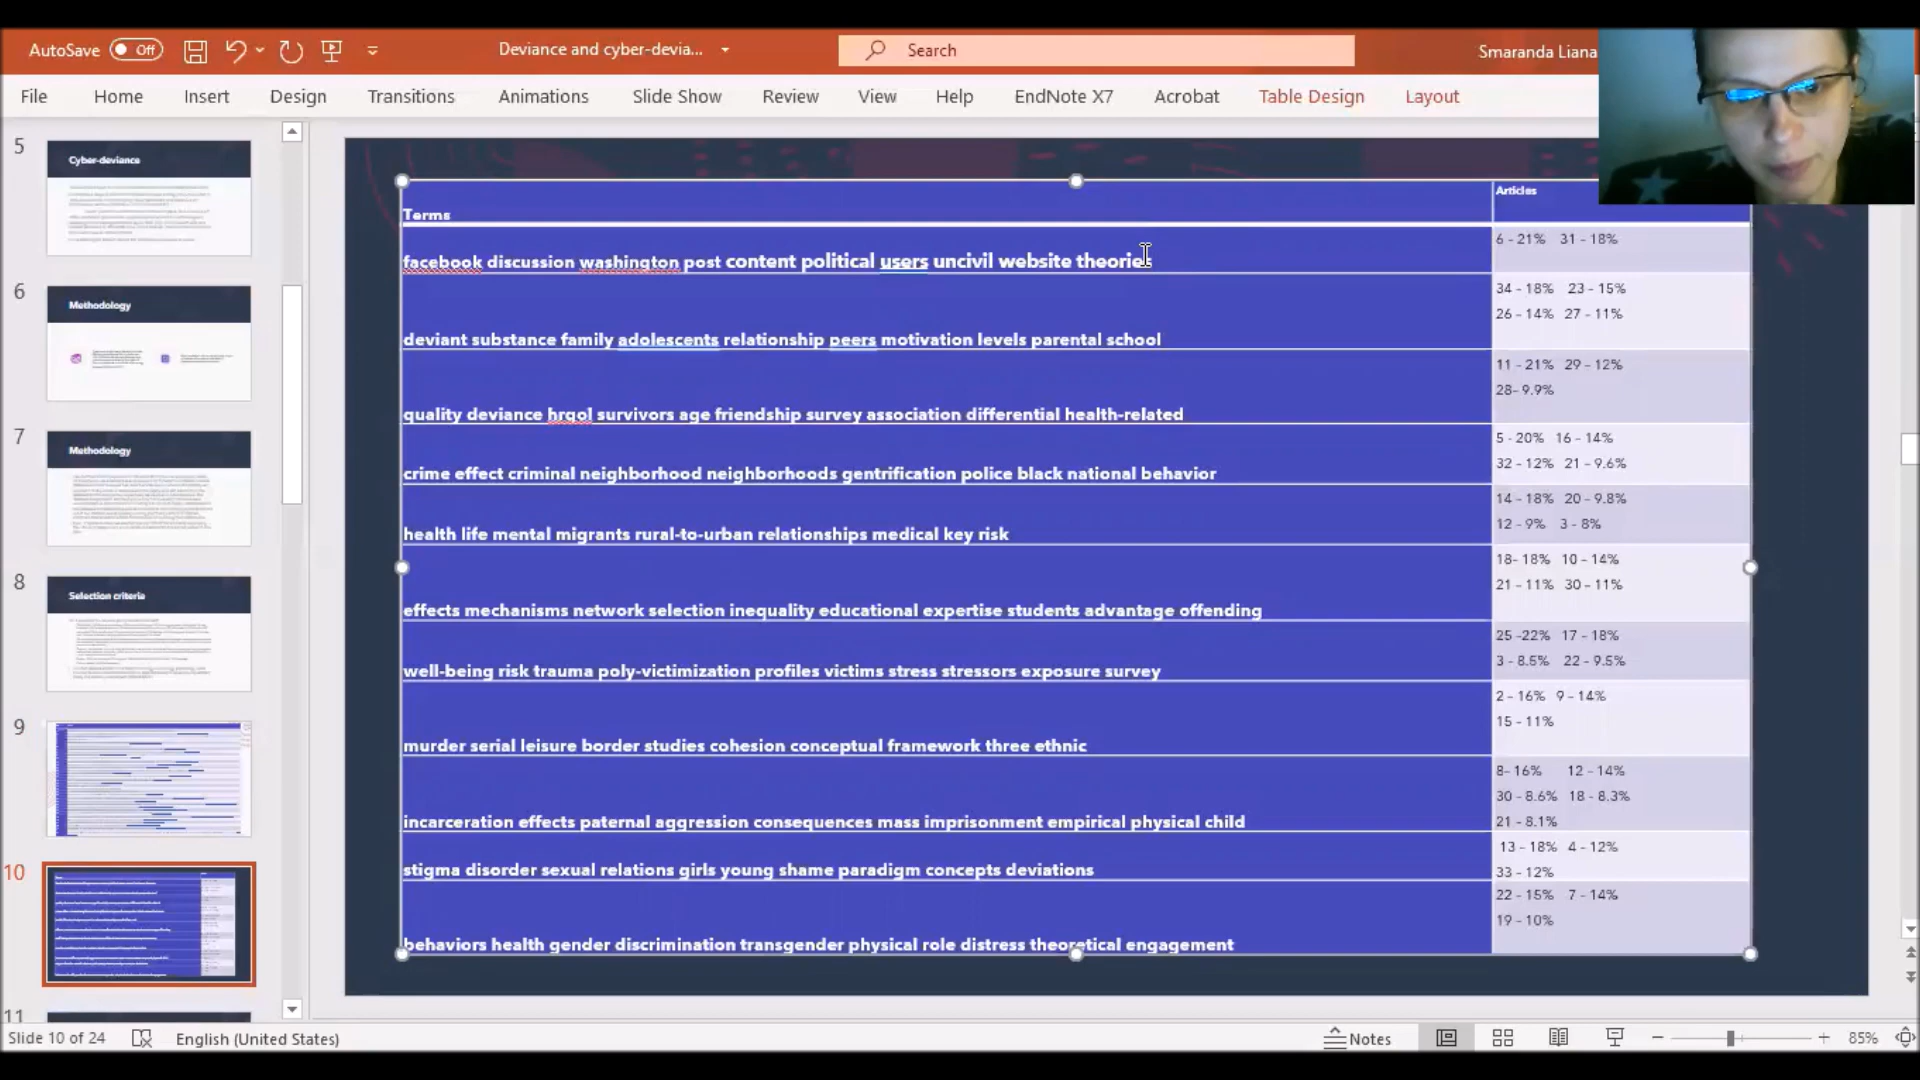 AutoSave Off
Deviance and cyber-devia...
Search
Smaranda Liana
File Home Insert Design Transitions Animations Slide Show Review View Help EndNote X7 Acrobat Table Design Layout
5
Cyber-deviance
6
Methodology
7
Methodology
8
Selection criteria
9
10
11
Terms
Articles
facebook discussion washington post content political users uncivil website theories
6 - 21% 31 - 18%
deviant substance family adolescents relationship peers motivation levels parental school
34 - 18% 23 - 15%
26 - 14% 27 - 11%
quality deviance hrqol survivors age friendship survey association differential health-related
11 - 21% 29 - 12%
28- 9.9%
crime effect criminal neighborhood neighborhoods gentrification police black national behavior
5 - 20% 16 - 14%
32 - 12% 21 - 9.6%
health life mental migrants rural-to-urban relationships medical key risk
14 - 18% 20 - 9.8%
12 - 9% 3 - 8%
effects mechanisms network selection inequality educational expertise students advantage offending
18- 18% 10 - 14%
21 - 11% 30 - 11%
well-being risk trauma poly-victimization profiles victims stress stressors exposure survey
25 -22% 17 - 18%
3 - 8.5% 22 - 9.5%
murder serial leisure border studies cohesion conceptual framework three ethnic
2 - 16% 9 - 14%
15 - 11%
incarceration effects paternal aggression consequences mass imprisonment empirical physical child
8- 16% 12 - 14%
30 - 8.6% 18 - 8.3%
21 - 8.1%
stigma disorder sexual relations girls young shame paradigm concepts deviations
13 - 18% 4 - 12%
33 - 12%
behaviors health gender discrimination transgender physical role distress theoretical engagement
22 - 15% 7 - 14%
19 - 10%
Slide 10 of 24
English (United States)
Notes
85%